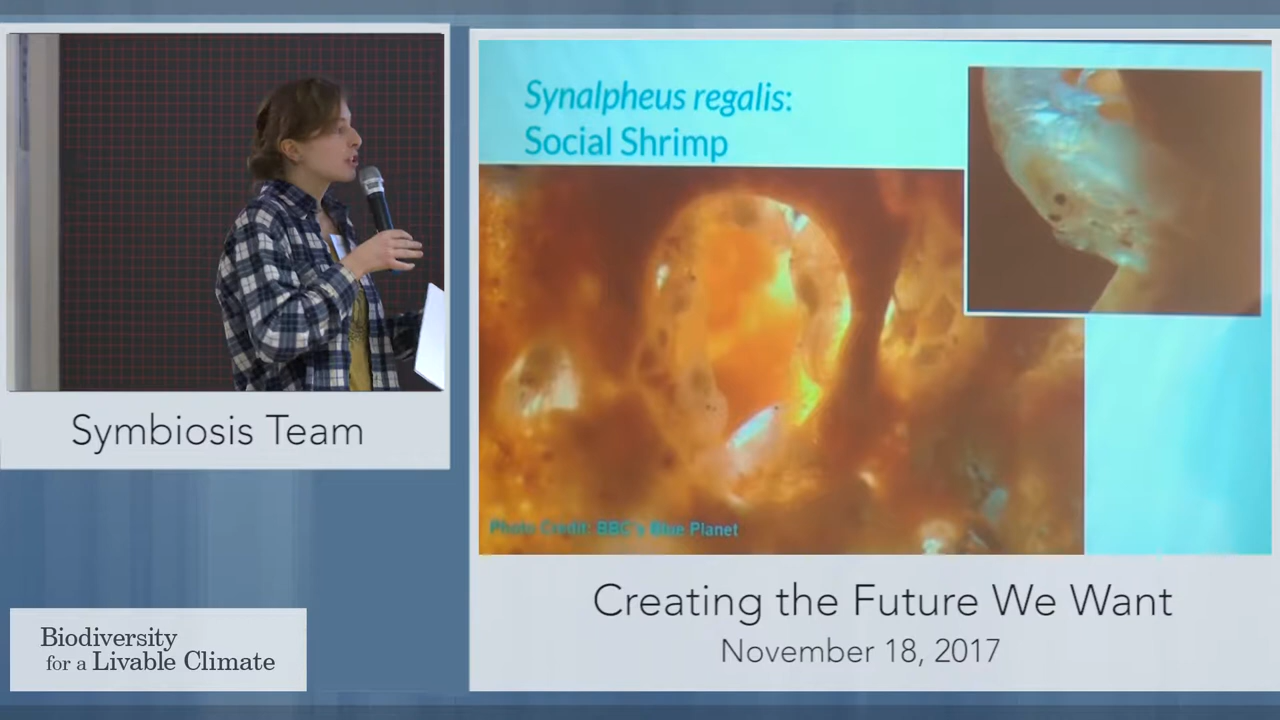 Synalpheus regalis:
Social Shrimp
Photo Credit: BBC's Blue Planet
Symbiosis Team
Creating the Future We Want
November 18, 2017
Biodiversity
for a Livable Climate